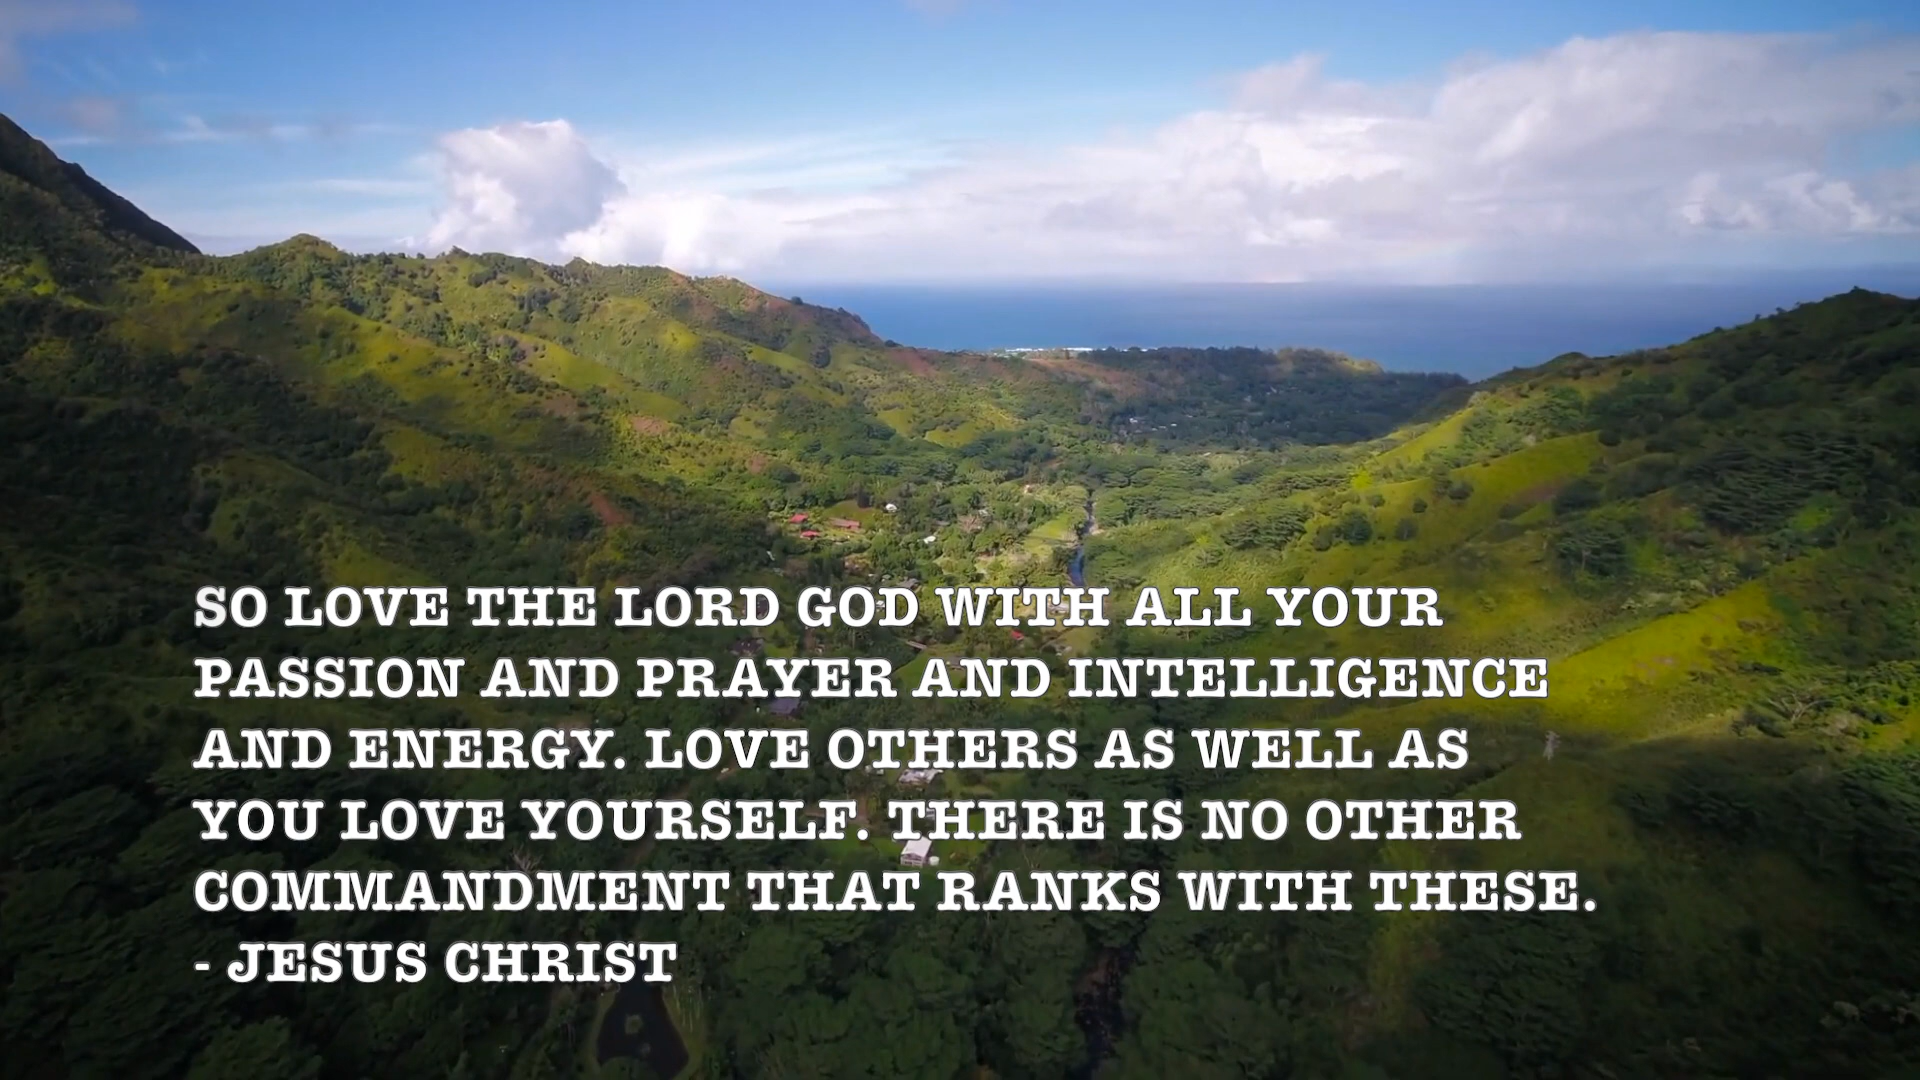 SO LOVE THE LORD GOD WITH ALL YOUR
PASSION AND PRAYER AND INTELLIGENCE
AND ENERGY. LOVE OTHERS AS WELL AS
YOU LOVE YOURSELF. THERE IS NO OTHER
COMMANDMENT THAT RANKS WITH THESE.
- JESUS CHRIST